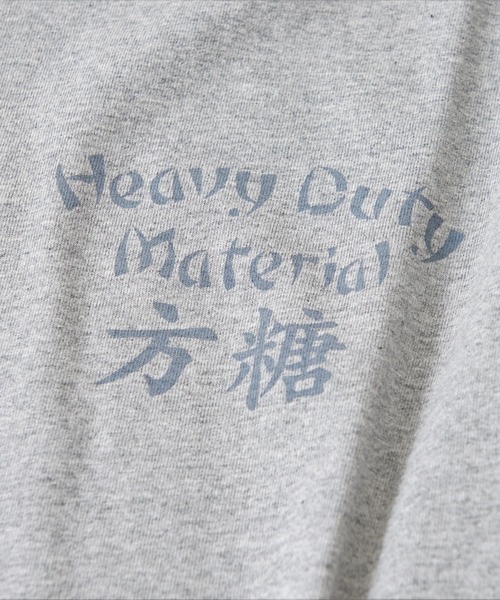 Heavy Duty
Material
方糖